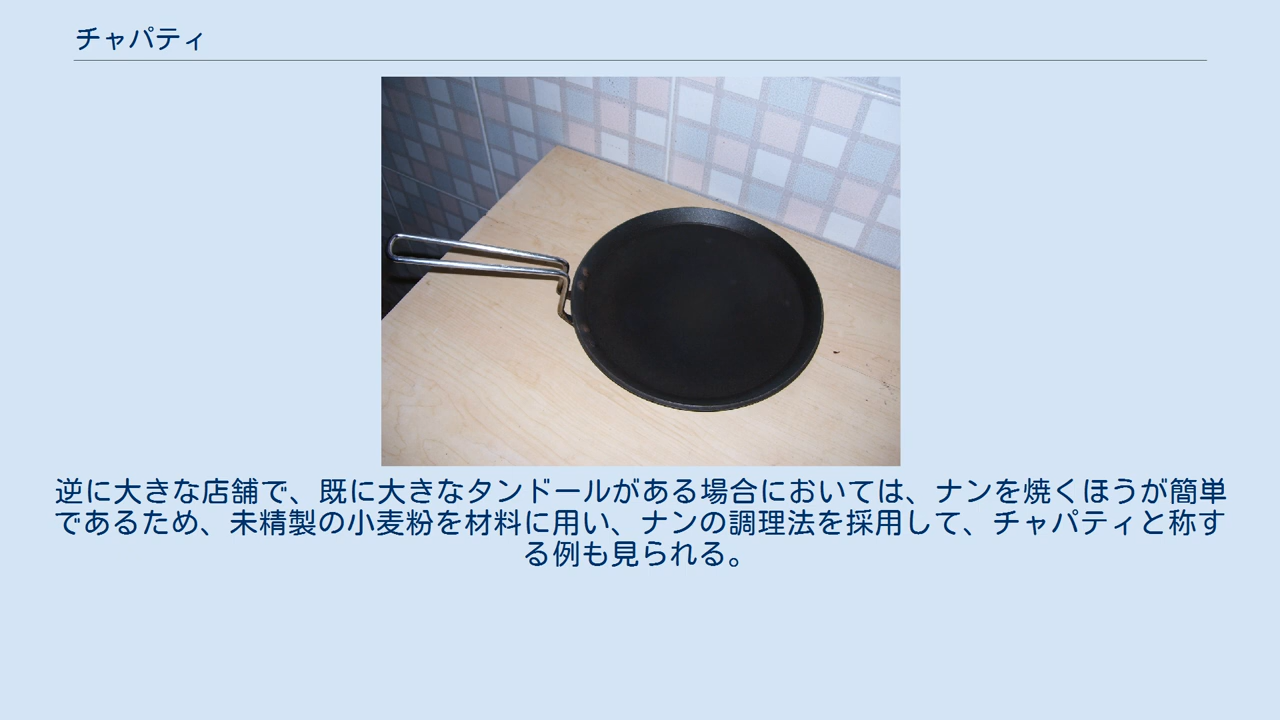 チャパティ
逆に大きな店舗で、既に大きなタンドールがある場合においては、ナンを焼くほうが簡単
であるため、未精製の小麦粉を材料に用い、ナンの調理法を採用して、チャパティと称す
る例も見られる。